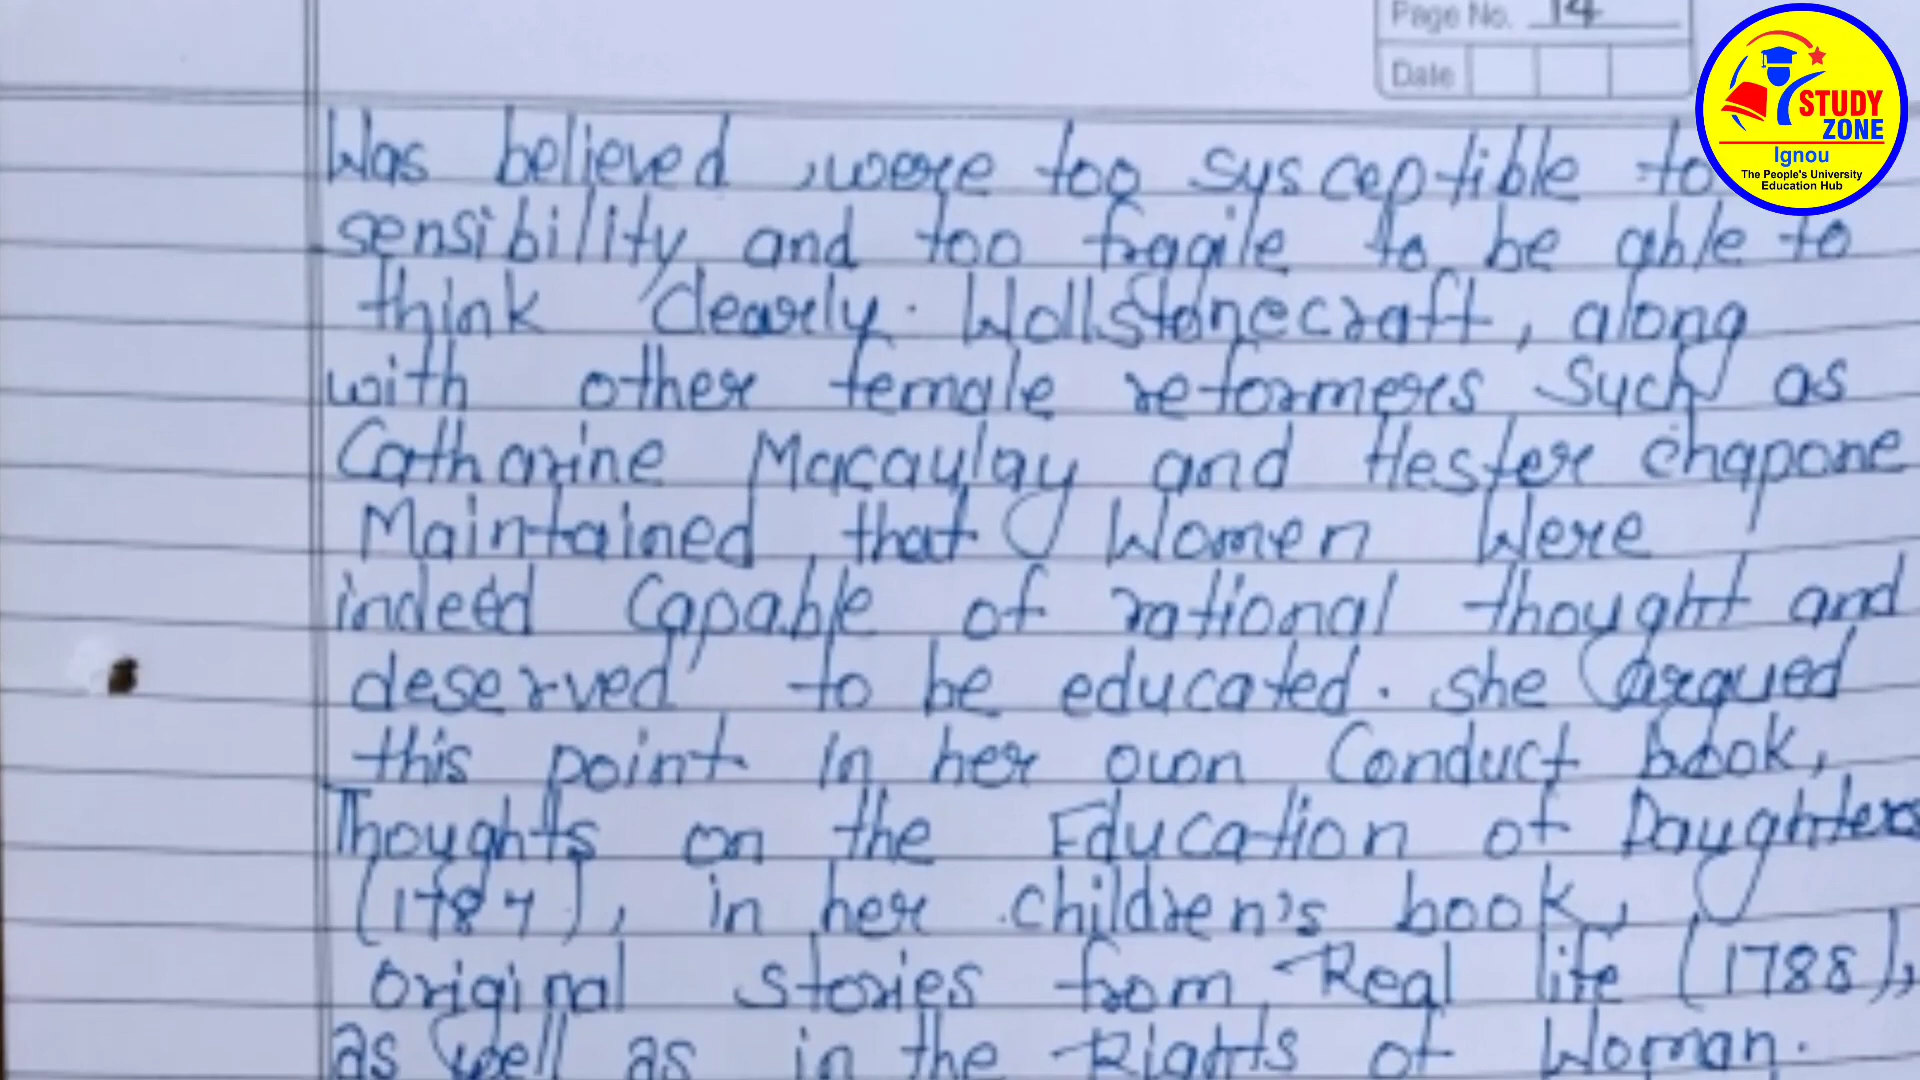 Page No. 14
Date
STUDY
ZONE
Ignou
The People's University
Education Hub
Was believed, were too sysceptible to
sensibility and too fragile to be able to
think clearly. Wollstonecraft, along
with other female reformers such as
Catharine Macaulay and Hester chapone
Maintained that Women Were
indeed Capable of rational thought and
deserved to be educated. she argued
this point in her own Conduct book,
Thoughts on the Education of Daughters
(1787), in her children's book,
original stories from Real life (1788),
as well as in the Rights of Woman.